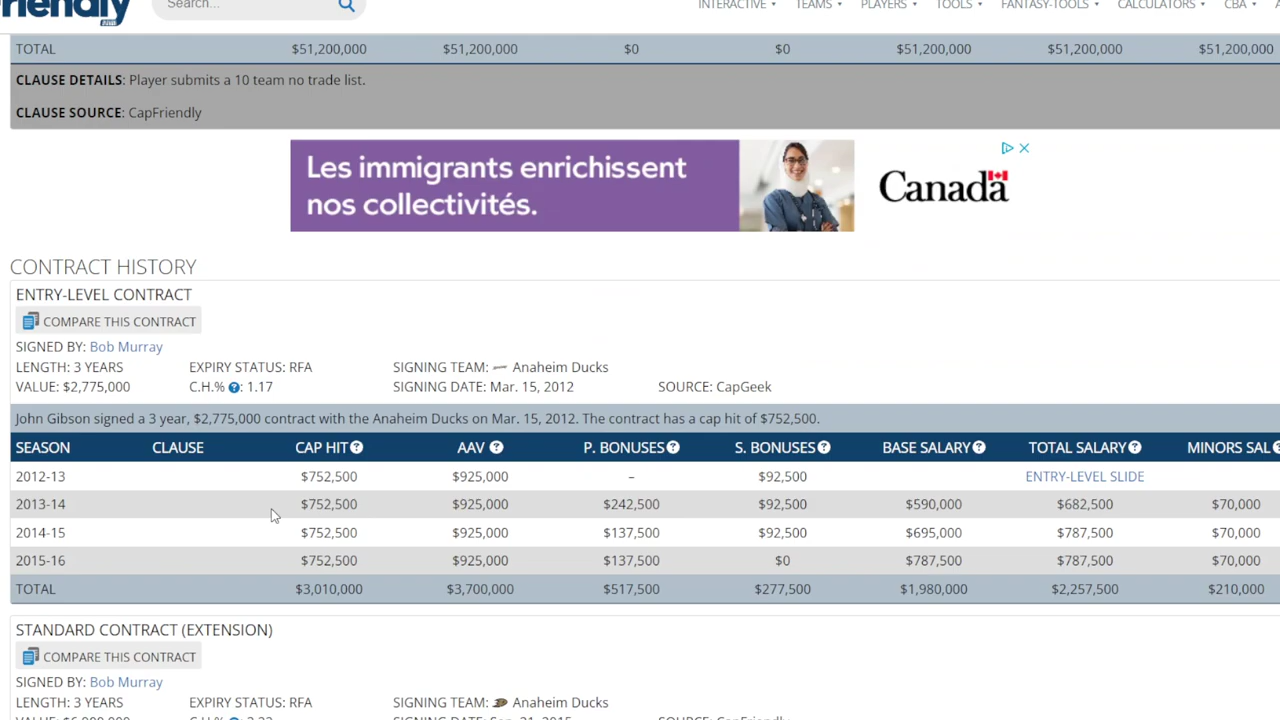 Search...
INTERACTIVE TEAMS PLAYERS TOOLS FANTASY-TOOLS CALCULATORS CBA
TOTAL $51,200,000 $51,200,000 $0 $0 $51,200,000 $51,200,000 $51,200,000
CLAUSE DETAILS: Player submits a 10 team no trade list.
CLAUSE SOURCE: CapFriendly
Les immigrants enrichissent
nos collectivités.
Canada
CONTRACT HISTORY
ENTRY-LEVEL CONTRACT
COMPARE THIS CONTRACT
SIGNED BY: Bob Murray
LENGTH: 3 YEARS EXPIRY STATUS: RFA SIGNING TEAM: Anaheim Ducks
VALUE: $2,775,000 C.H.% ? : 1.17 SIGNING DATE: Mar. 15, 2012 SOURCE: CapGeek
John Gibson signed a 3 year, $2,775,000 contract with the Anaheim Ducks on Mar. 15, 2012. The contract has a cap hit of $752,500.
SEASON CLAUSE CAP HIT ? AAV ? P. BONUSES ? S. BONUSES ? BASE SALARY ? TOTAL SALARY ? MINORS SAL ?
2012-13 $752,500 $925,000 – $92,500 ENTRY-LEVEL SLIDE
2013-14 $752,500 $925,000 $242,500 $92,500 $590,000 $682,500 $70,000
2014-15 $752,500 $925,000 $137,500 $92,500 $695,000 $787,500 $70,000
2015-16 $752,500 $925,000 $137,500 $0 $787,500 $787,500 $70,000
TOTAL $3,010,000 $3,700,000 $517,500 $277,500 $1,980,000 $2,257,500 $210,000
STANDARD CONTRACT (EXTENSION)
COMPARE THIS CONTRACT
SIGNED BY: Bob Murray
LENGTH: 3 YEARS EXPIRY STATUS: RFA SIGNING TEAM: Anaheim Ducks